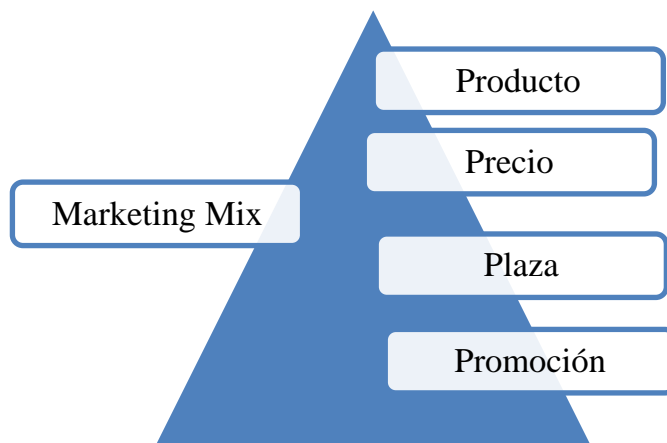 Producto
Precio
Marketing Mix
Plaza
Promoción